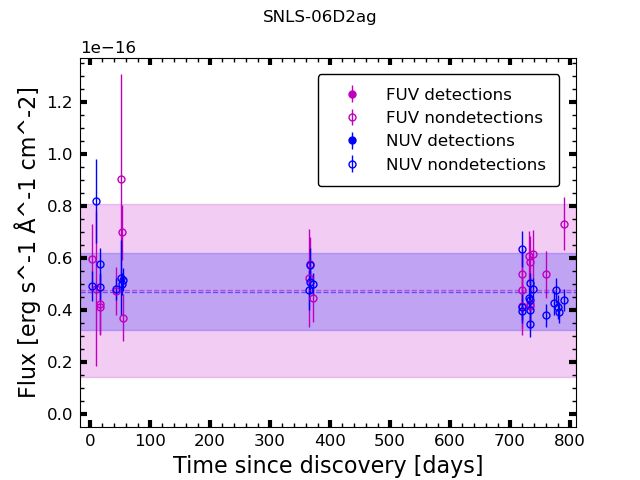 SNLS-06D2ag
1e−16
FUV detections
FUV nondetections
NUV detections
NUV nondetections
1.2
1.0
0.8
0.6
0.4
0.2
0.0
Flux [erg s^-1 Å^-1 cm^-2]
0 100 200 300 400 500 600 700 800
Time since discovery [days]